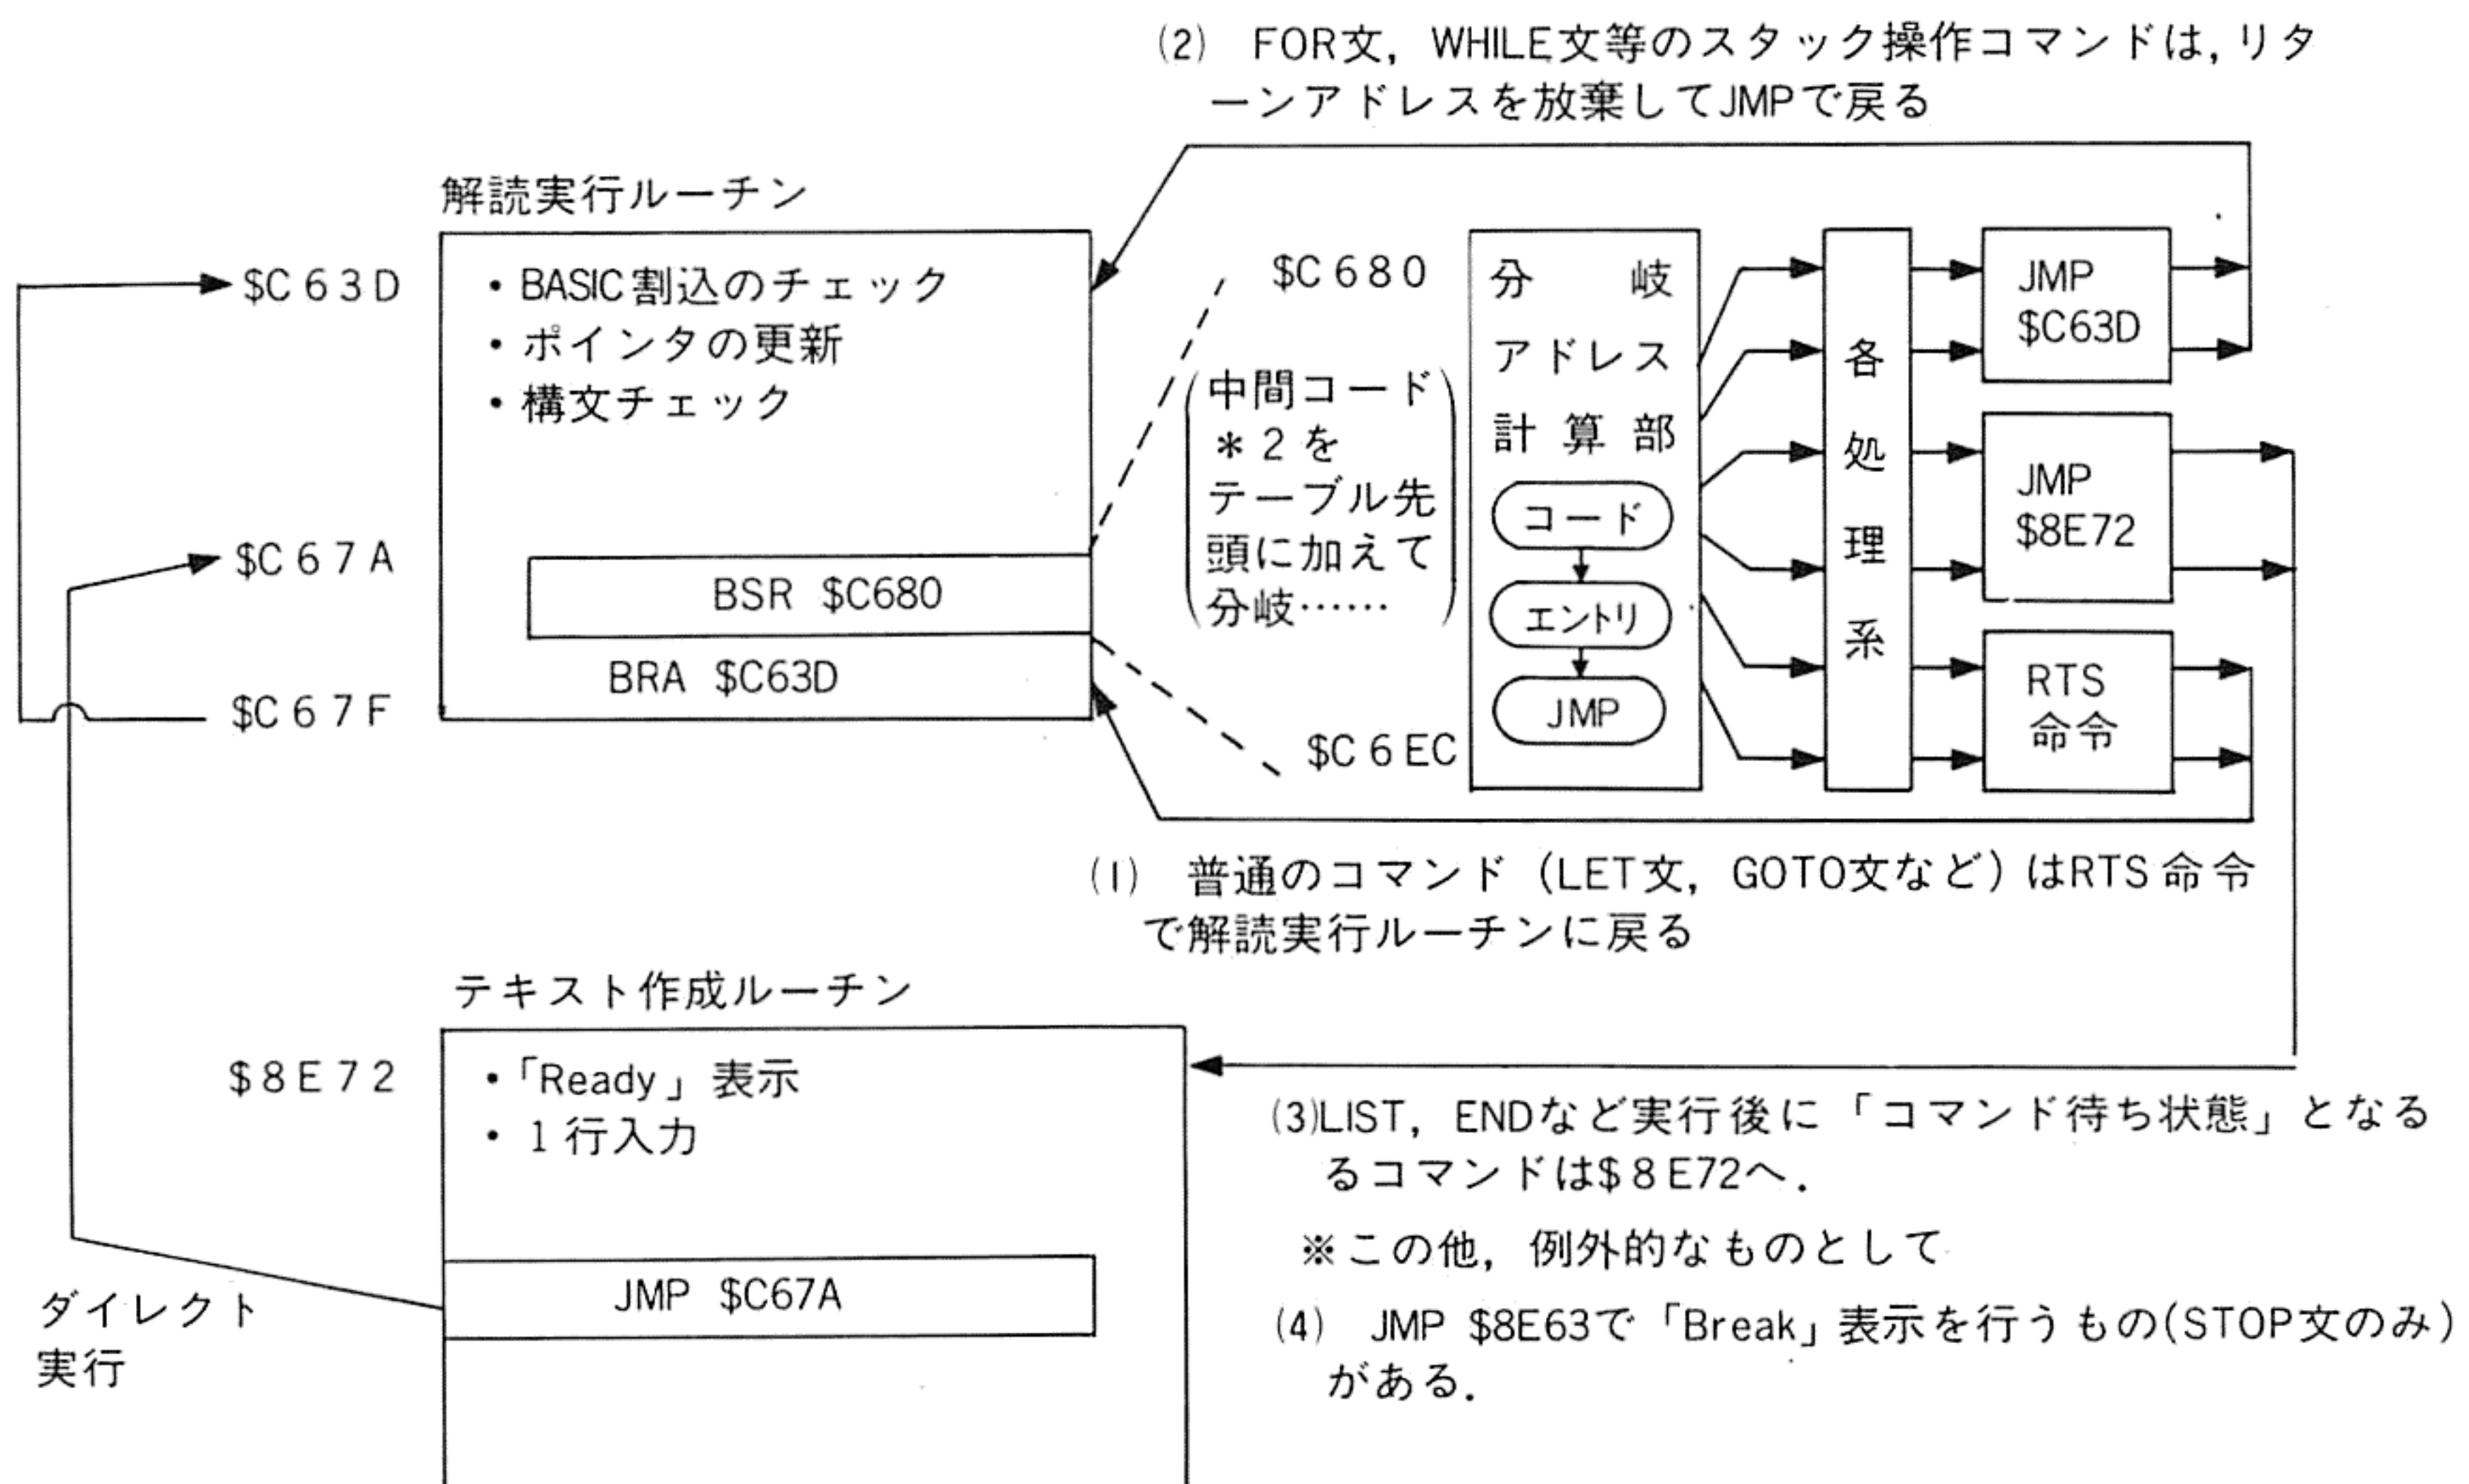 (2) FOR文，WHILE文等のスタック操作コマンドは，リタ
ーンアドレスを放棄してJMPで戻る
解読実行ルーチン
$C63D
・BASIC割込のチェック
・ポインタの更新
・構文チェック
$C67A
BSR $C680
BRA $C63D
$C67F
$C680
(中間コード
＊2を
テーブル先
頭に加えて
分岐……)
$C6EC
分岐
アドレス
計算部
コード
エントリ
JMP
各処理系
JMP
$C63D
JMP
$8E72
RTS
命令
(1) 普通のコマンド（LET文，GOTO文など）はRTS命令
で解読実行ルーチンに戻る
テキスト作成ルーチン
$8E72
・「Ready」表示
・1行入力
JMP $C67A
ダイレクト
実行
(3)LIST，ENDなど実行後に「コマンド待ち状態」となる
るコマンドは$8E72へ．
※この他，例外的なものとして
(4) JMP $8E63で「Break」表示を行うもの(STOP文のみ)
がある．